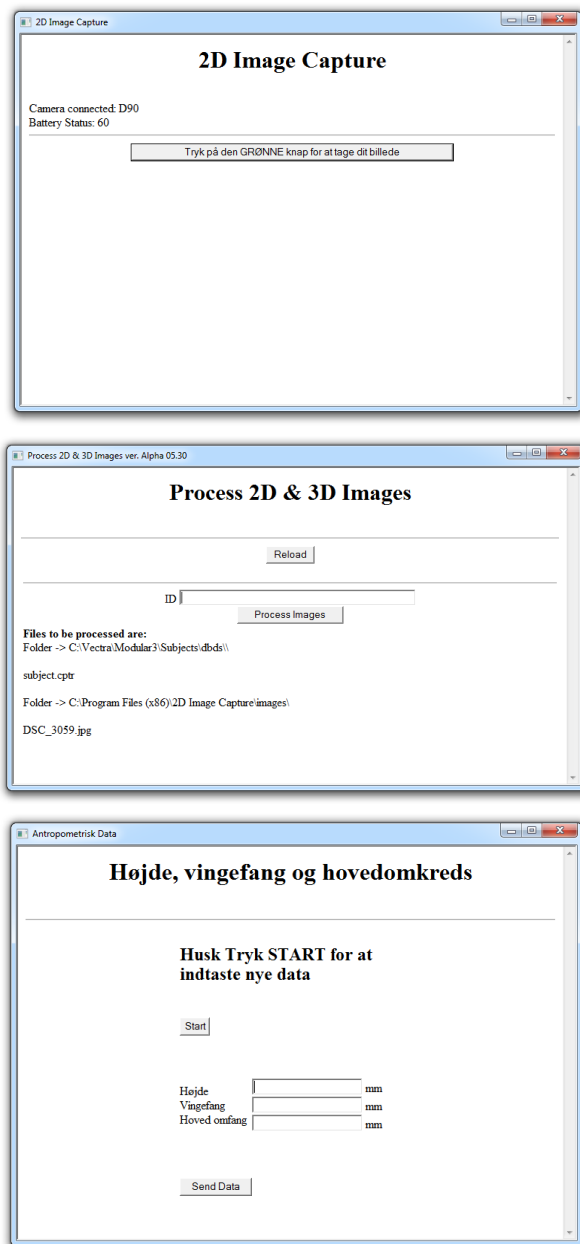 2D Image Capture
2D Image Capture
Camera connected: D90
Battery Status: 60
Tryk på den GRØNNE knap for at tage dit billede
Process 2D & 3D Images ver. Alpha 05.30
Process 2D & 3D Images
Reload
ID
Process Images
Files to be processed are:
Folder -> C:\Vectra\Modular3\Subjects\dbds\\
subject.cptr
Folder -> C:\Program Files (x86)\2D Image Capture\images\
DSC_3059.jpg
Antropometrisk Data
Højde, vingefang og hovedomkreds
Husk Tryk START for at
indtaste nye data
Start
Højde mm
Vingefang mm
Hoved omfang mm
Send Data